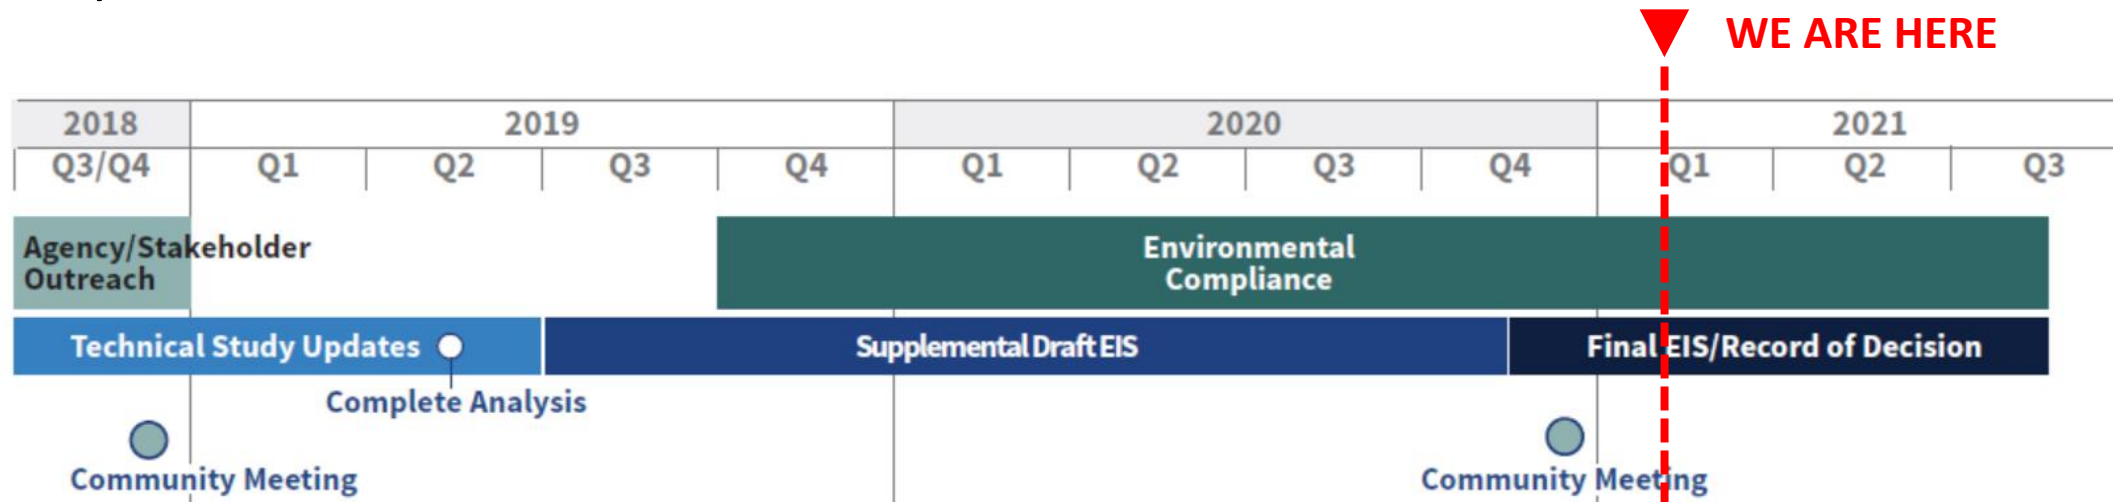 WE ARE HERE
2018 2019 2020 2021
Q3/Q4 Q1 Q2 Q3 Q4 Q1 Q2 Q3 Q4 Q1 Q2 Q3
Agency/Stakeholder
Outreach
Environmental
Compliance
Technical Study Updates
Supplemental Draft EIS
Final EIS/Record of Decision
Complete Analysis
Community Meeting
Community Meeting